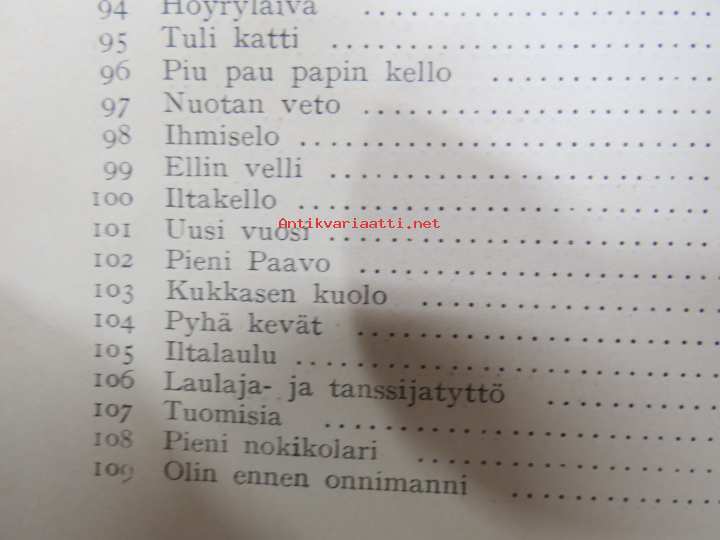 94 Höyrylaiva ...............
95 Tuli katti ...............
96 Piu pau papin kello ...............
97 Nuotan veto ...............
98 Ihmiselo ...............
99 Ellin velli ...............
100 Iltakello ...............
Antikvariaatti.net
101 Uusi vuosi ...............
102 Pieni Paavo ...............
103 Kukkasen kuolo ...............
104 Pyhä kevät ...............
105 Iltalaulu ...............
106 Laulaja- ja tanssijatyttö ...............
107 Tuomisia ...............
108 Pieni nokikolari ...............
109 Olin ennen onnimanni ...............